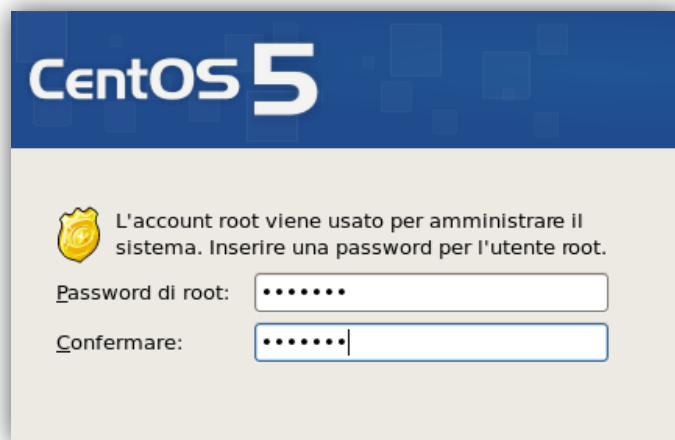 CentOS 5
L'account root viene usato per amministrare il
sistema. Inserire una password per l'utente root.
Password di root: •••••••
Confermare: •••••••